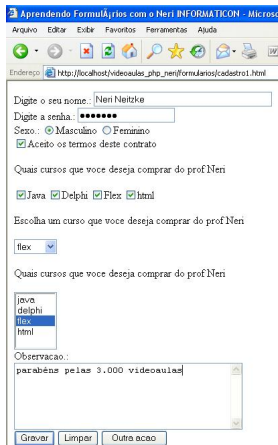 Aprendendo FormulÃ¡rios com o Neri INFORMATICON - Micros
Arquivo Editar Exibir Favoritos Ferramentas Ajuda
Endereço http://localhost/videoaulas_php_neri/formularios/cadastro1.html
Digite o seu nome.: Neri Neitzke
Digite a senha.: ●●●●●●●
Sexo.: Masculino Feminino
Aceito os termos deste contrato
Quais cursos que voce deseja comprar do prof Neri
Java Delphi Flex html
Escolha um curso que voce deseja comprar do prof Neri
flex
Quais cursos que voce deseja comprar do prof Neri
java
delphi
flex
html
Observacao.:
parabéns pelas 3.000 videoaulas
Gravar Limpar Outra acao